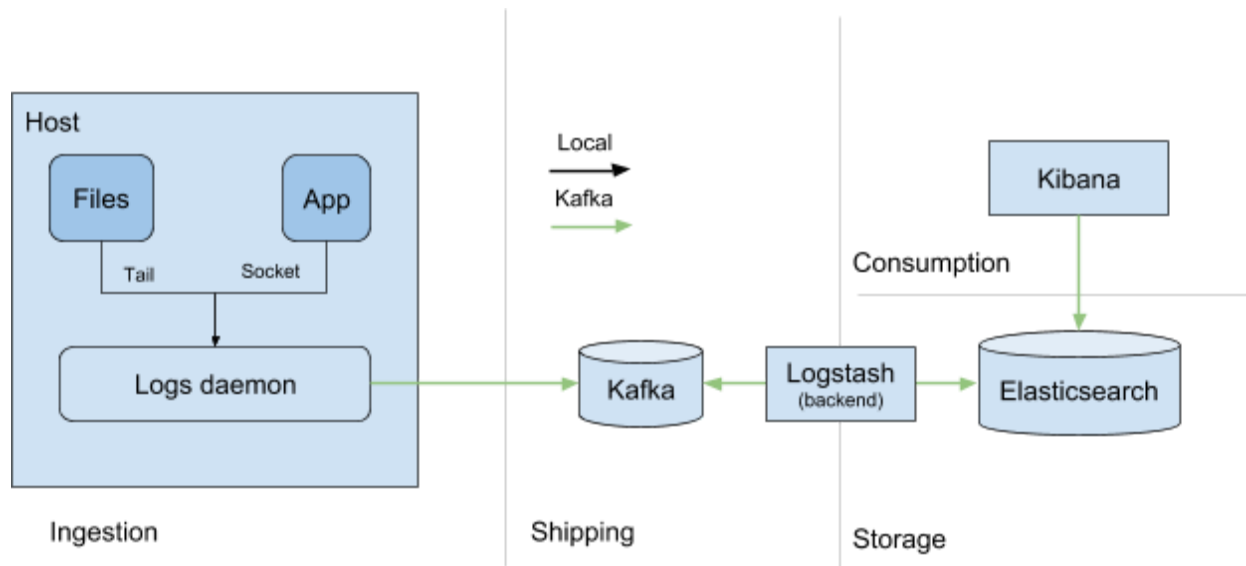 Host
Files
App
Tail
Socket
Logs daemon
Ingestion
Local
Kafka
Kafka
Shipping
Logstash
(backend)
Kibana
Consumption
Elasticsearch
Storage